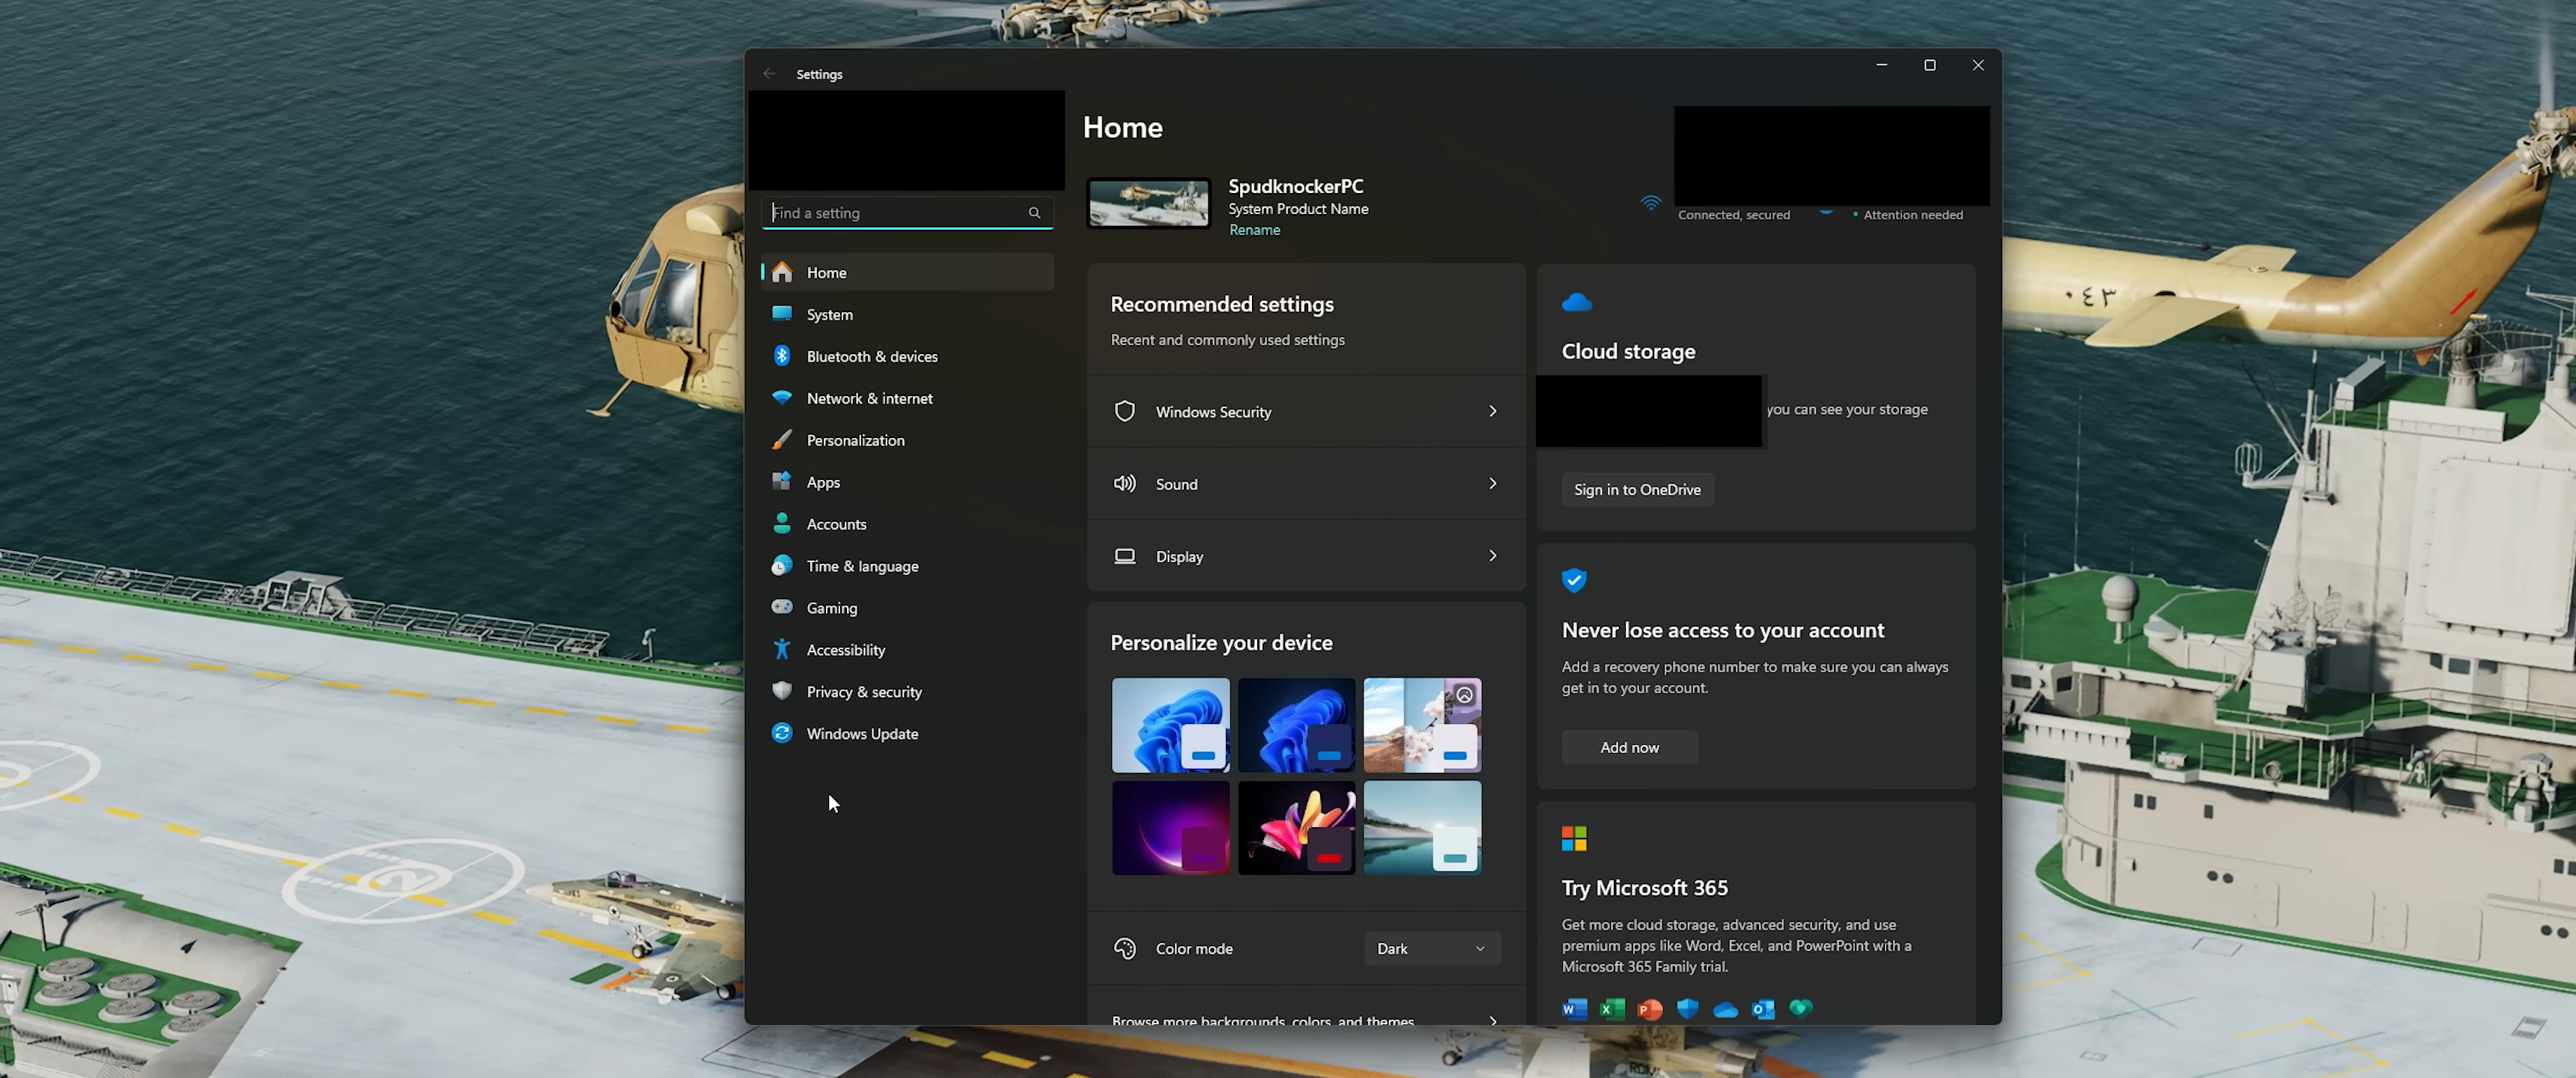 Settings
Home
SpudknockerPC
System Product Name
Rename
Connected, secured
• Attention needed
Find a setting
Home
System
Bluetooth & devices
Network & internet
Personalization
Apps
Accounts
Time & language
Gaming
Accessibility
Privacy & security
Windows Update
Recommended settings
Recent and commonly used settings
Windows Security
Sound
Display
Personalize your device
Color mode
Dark
Browse more backgrounds, colors, and themes
Cloud storage
you can see your storage
Sign in to OneDrive
Never lose access to your account
Add a recovery phone number to make sure you can always
get in to your account.
Add now
Try Microsoft 365
Get more cloud storage, advanced security, and use
premium apps like Word, Excel, and PowerPoint with a
Microsoft 365 Family trial.
W
X
P
O
٠٤٣
2